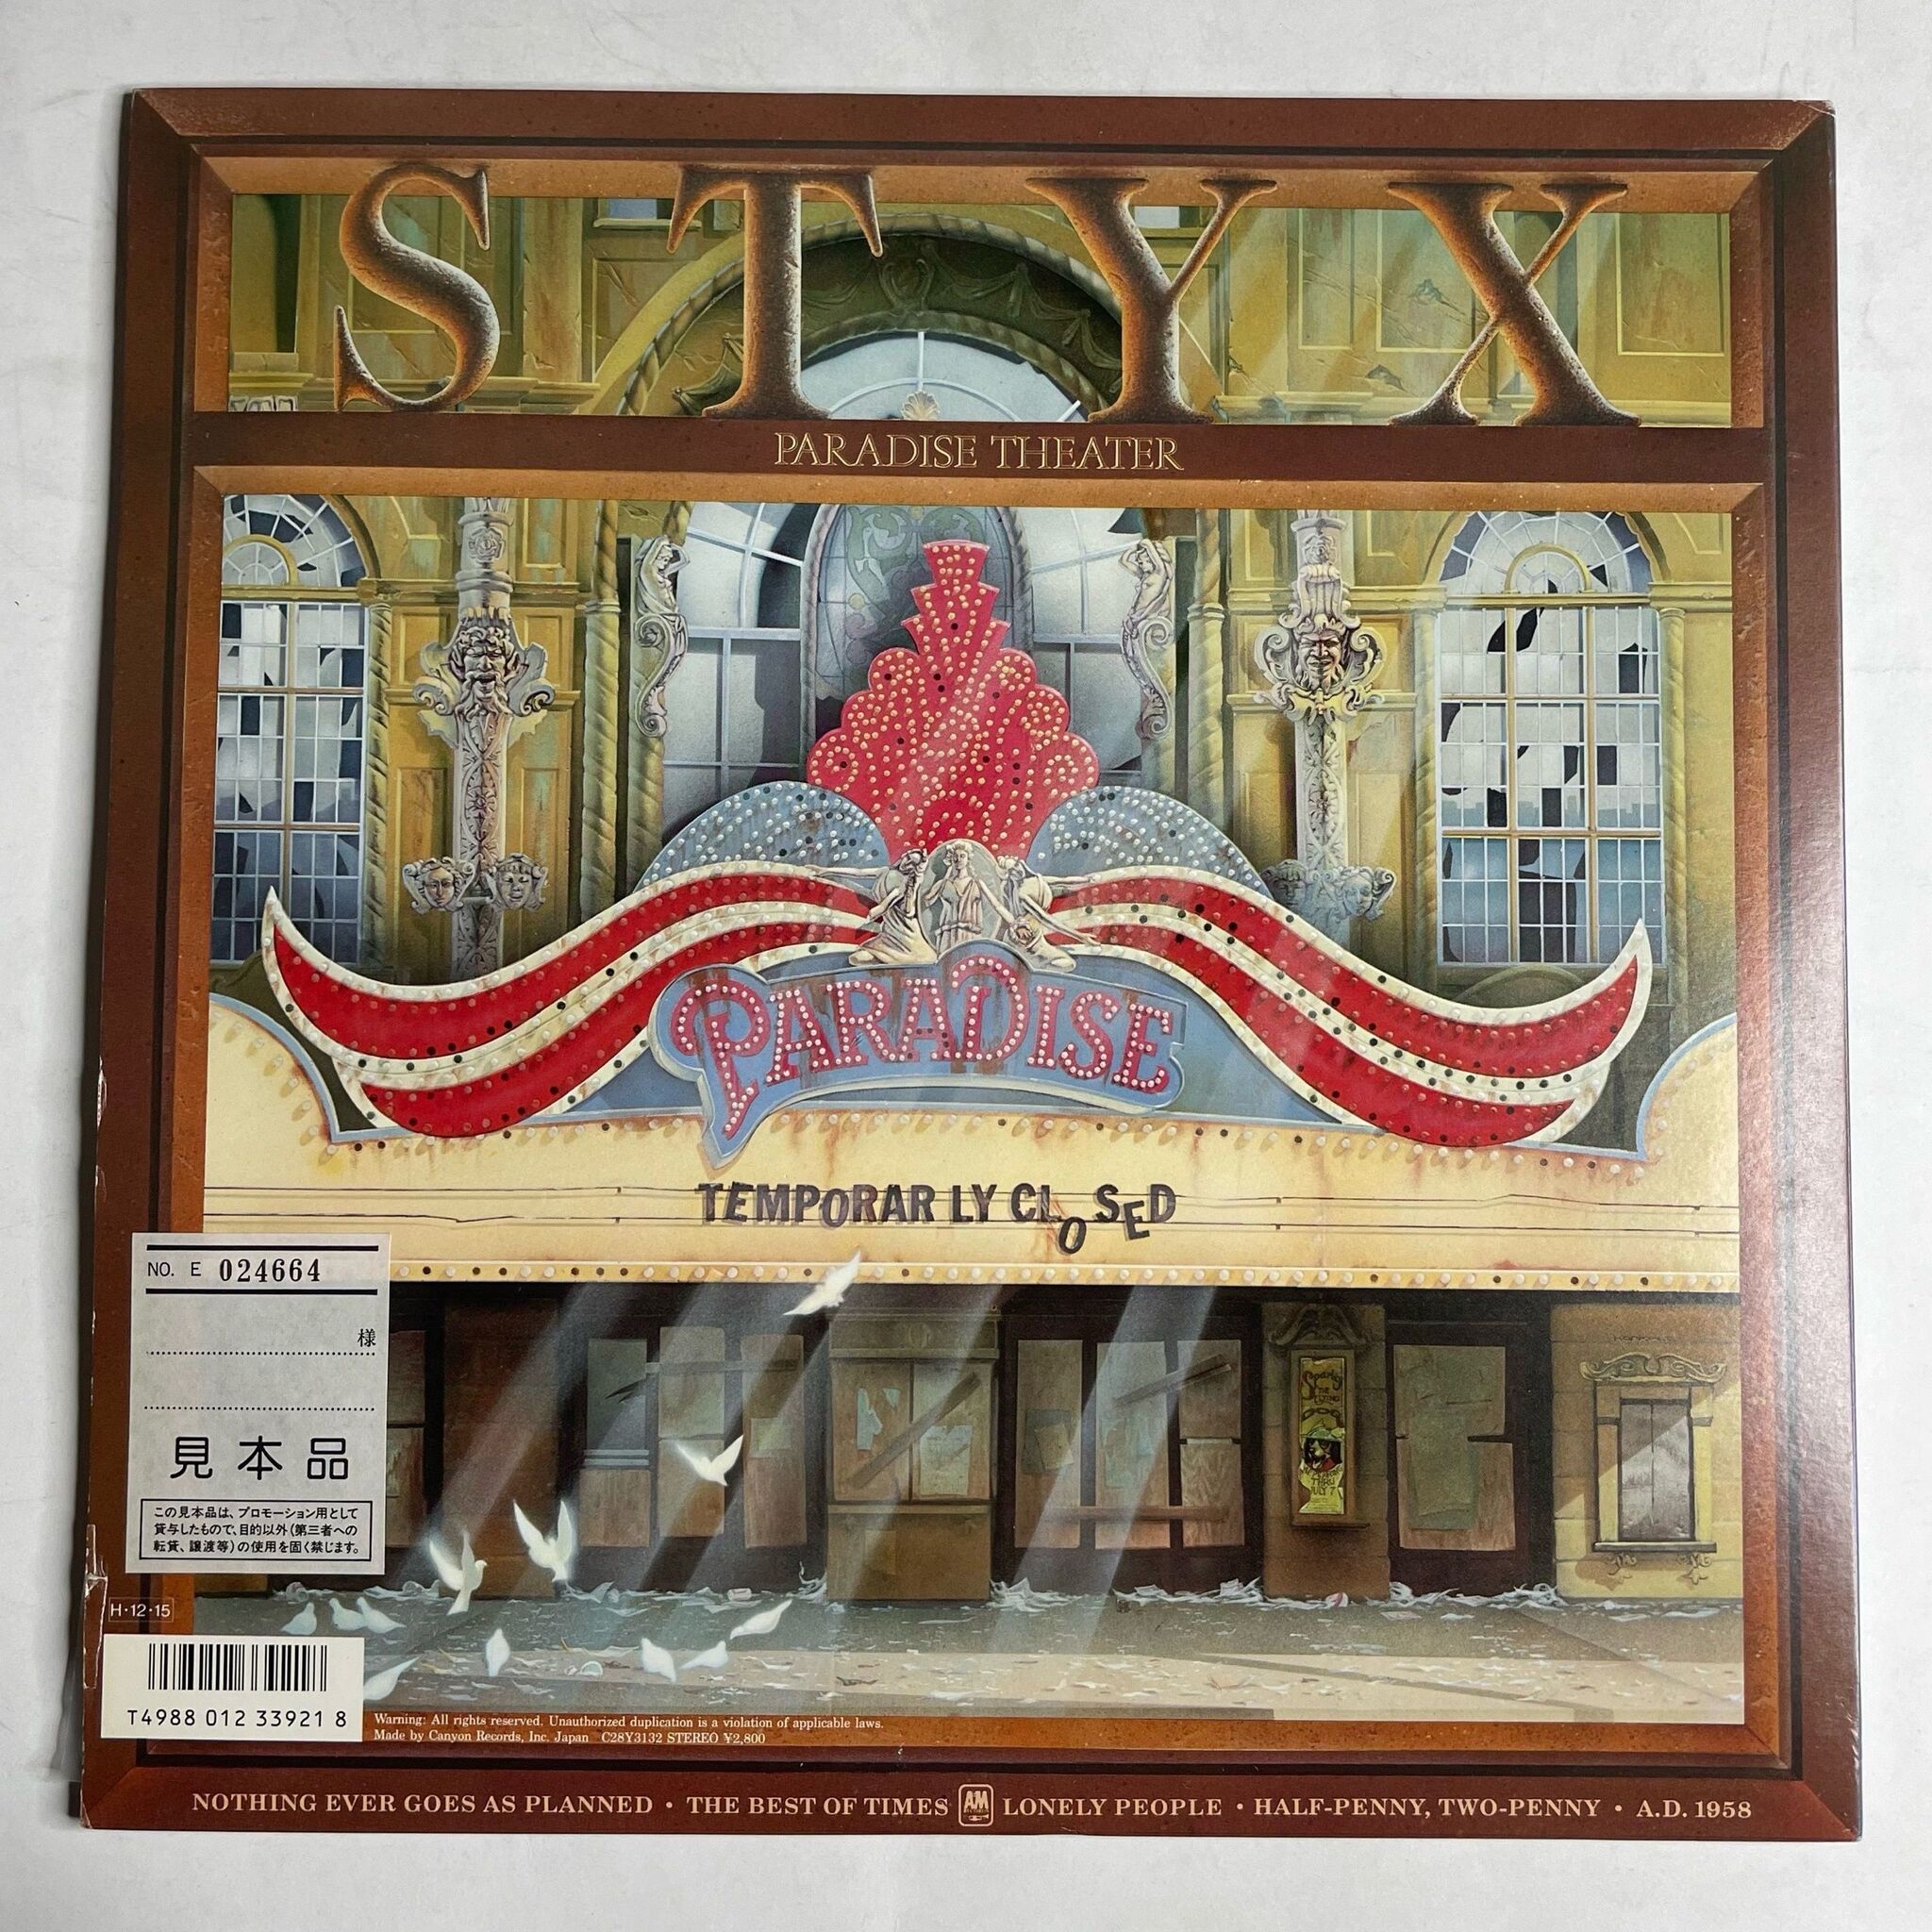 STYX
PARADISE THEATER
PARADISE
TEMPORAR LY CLOSED
NO. E 024664
様
見本品
この見本品は、プロモーション用として
貸与したもので、目的以外(第三者への
転貸、譲渡等)の使用を固く禁じます。
THRU
JULY 7
H・12・15
T4988 012 33921 8
Warning: All rights reserved. Unauthorized duplication is a violation of applicable laws.
Made by Canyon Records, Inc. Japan C28Y3132 STEREO ¥2,800
NOTHING EVER GOES AS PLANNED • THE BEST OF TIMES AM RECORDS LONELY PEOPLE • HALF-PENNY, TWO-PENNY • A.D. 1958